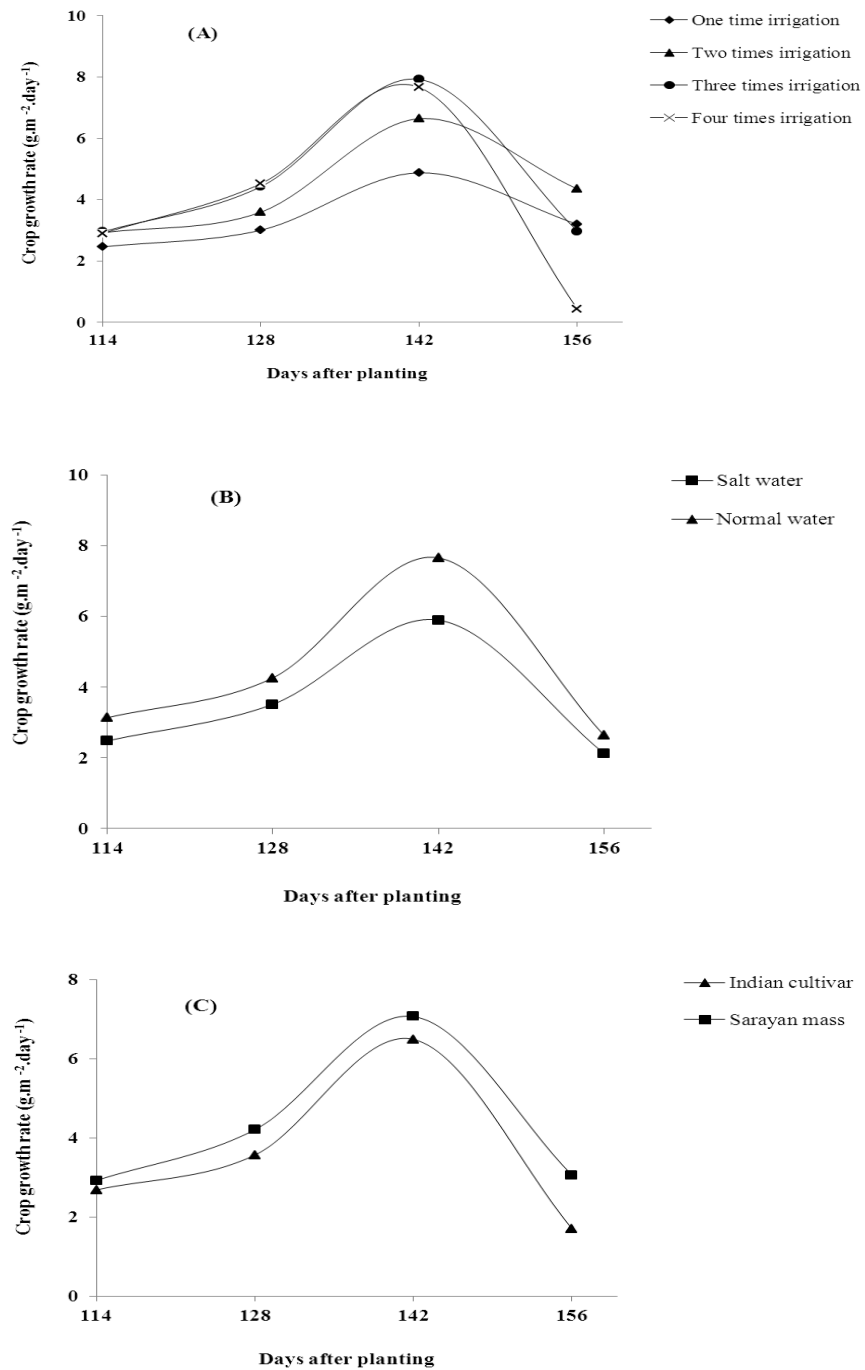 (A)
One time irrigation
Two times irrigation
Three times irrigation
Four times irrigation
Crop growth rate (g.m⁻².day⁻¹)
10
8
6
4
2
0
114 128 142 156
Days after planting
(B)
Salt water
Normal water
Crop growth rate (g.m⁻².day⁻¹)
10
8
6
4
2
0
114 128 142 156
Days after planting
(C)
Indian cultivar
Sarayan mass
Crop growth rate (g.m⁻².day⁻¹)
8
6
4
2
0
114 128 142 156
Days after planting